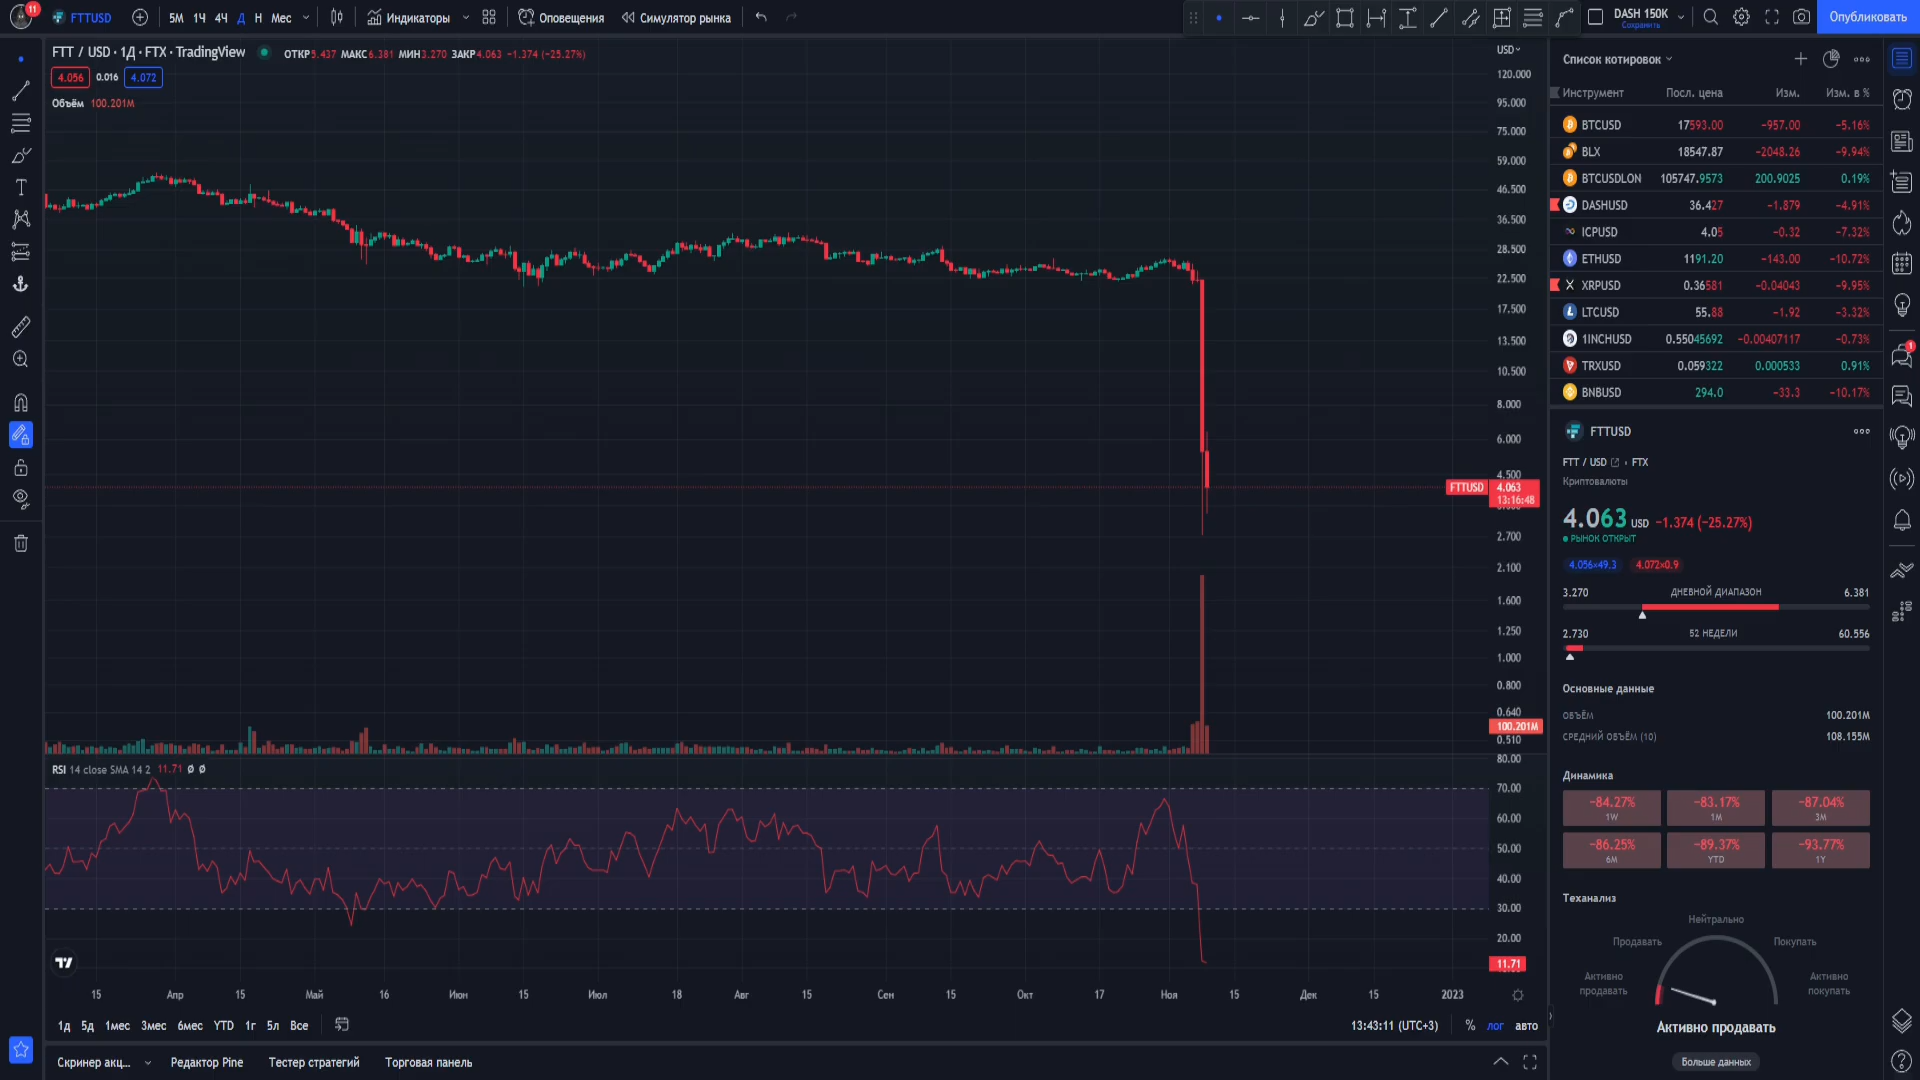 11
FTTUSD
5М 1Ч 4Ч Д Н Мес
Индикаторы
Оповещения
Симулятор рынка
DASH 150K
Сохранить
Опубликовать
FTT / USD · 1Д · FTX · TradingView
ОТКР5.437 МАКС6.381 МИН3.270 ЗАКР4.063 −1.374 (−25.27%)
4.056 0.016 4.072
Объём 100.201M
USD
120.000
95.000
75.000
59.000
46.500
36.500
28.500
22.500
17.500
13.500
10.500
8.000
6.000
4.500
FTTUSD 4.063
13:16:48
2.700
2.100
1.600
1.250
1.000
0.800
0.640
100.201M
0.510
RSI 14 close SMA 14 2 11.71 Ø Ø
80.00
70.00
60.00
50.00
40.00
30.00
20.00
11.71
15 Апр 15 Май 16 Июн 15 Июл 18 Авг 15 Сен 15 Окт 17 Ноя 15 Дек 15 2023
1д 5д 1мес 3мес 6мес YTD 1г 5л Все
13:43:11 (UTC+3) % лог авто
Скринер акц... Редактор Pine Тестер стратегий Торговая панель
Список котировок
Инструмент Посл. цена Изм. Изм. в %
BTCUSD 17593.00 −957.00 −5.16%
BLX 18547.87 −2048.26 −9.94%
BTCUSDLON 105747.9573 200.9025 0.19%
DASHUSD 36.427 −1.879 −4.91%
ICPUSD 4.05 −0.32 −7.32%
ETHUSD 1191.20 −143.00 −10.72%
XRPUSD 0.36581 −0.04043 −9.95%
LTCUSD 55.88 −1.92 −3.32%
1INCHUSD 0.55045692 −0.00407117 −0.73%
TRXUSD 0.059322 0.000533 0.91%
BNBUSD 294.0 −33.3 −10.17%
FTTUSD
FTT / USD · FTX
Криптовалюты
4.063 USD −1.374 (−25.27%)
РЫНОК ОТКРЫТ
4.056×49.3 4.072×0.9
3.270 ДНЕВНОЙ ДИАПАЗОН 6.381
2.730 52 НЕДЕЛИ 60.556
Основные данные
ОБЪЁМ 100.201M
СРЕДНИЙ ОБЪЁМ (10) 108.155M
Динамика
−84.27% −83.17% −87.04%
1W 1M 3M
−86.25% −89.37% −93.77%
6M YTD 1Y
Теханализ
Нейтрально
Продавать Покупать
Активно продавать
Активно покупать
Активно продавать
Больше данных
1